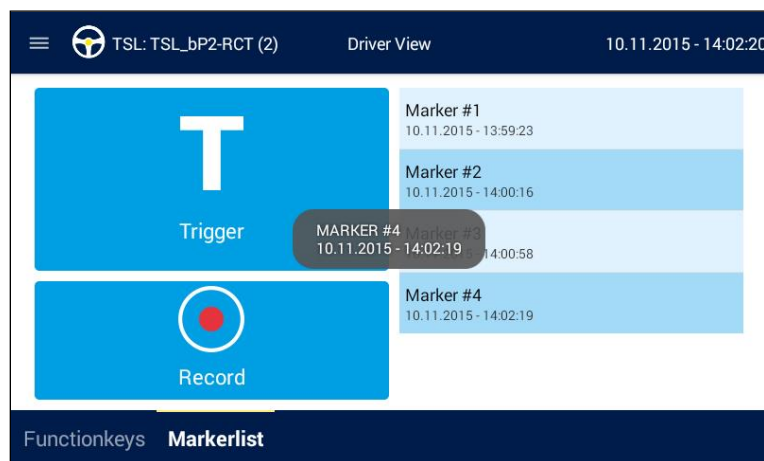 TSL: TSL_bP2-RCT (2) Driver View 10.11.2015 - 14:02:20
T
Trigger
Record
Marker #1
10.11.2015 - 13:59:23
Marker #2
10.11.2015 - 14:00:16
MARKER #4
10.11.2015 - 14:02:19
Marker #3
14:00:58
Marker #4
10.11.2015 - 14:02:19
Functionkeys Markerlist